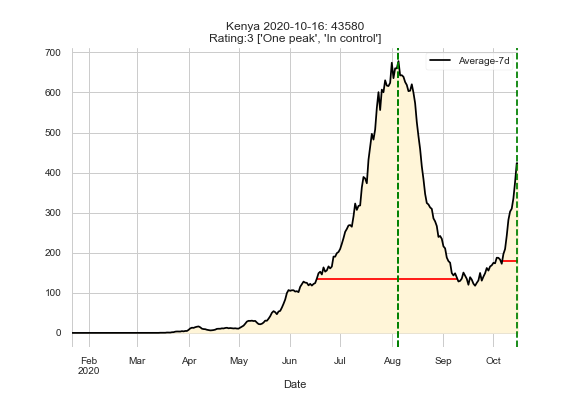 Kenya 2020-10-16: 43580
Rating:3 ['One peak', 'In control']
Average-7d
700
600
500
400
300
200
100
0
Feb Mar Apr May Jun Jul Aug Sep Oct
2020
Date